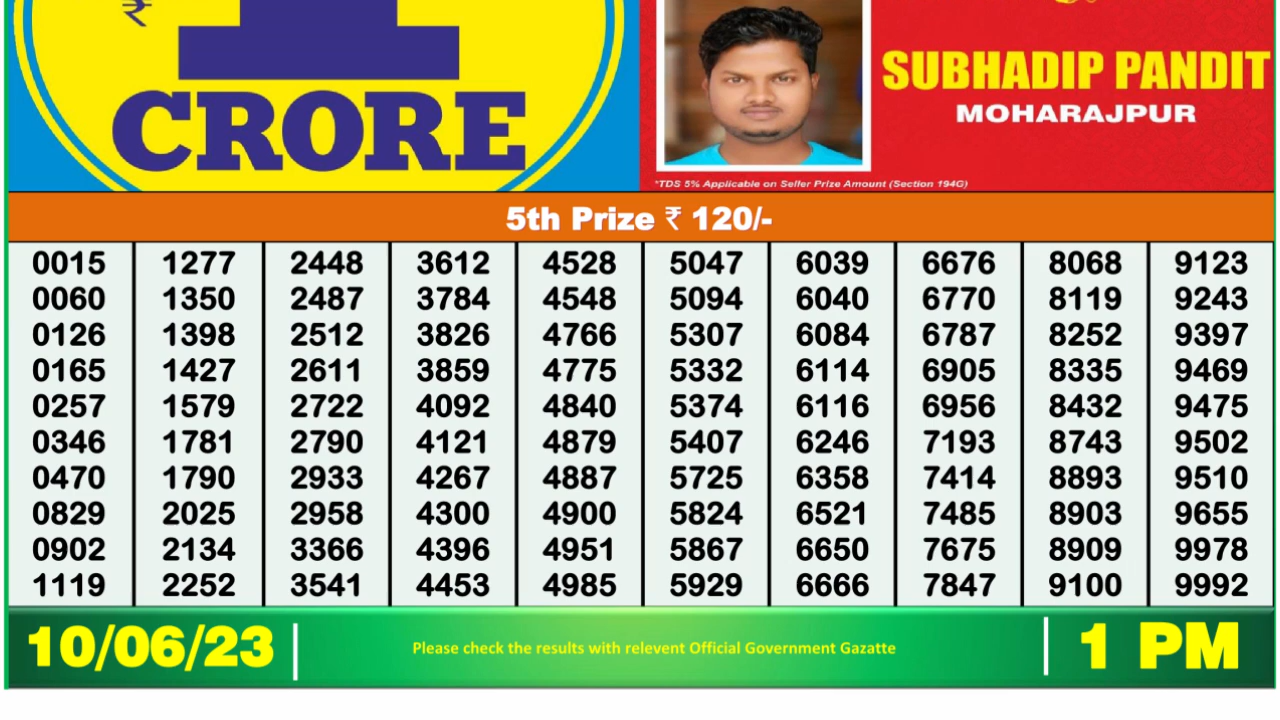 ₹ 1
CRORE
SUBHADIP PANDIT
MOHARAJPUR
*TDS 5% Applicable on Seller Prize Amount (Section 194G)
5th Prize ₹ 120/-
0015 1277 2448 3612 4528 5047 6039 6676 8068 9123
0060 1350 2487 3784 4548 5094 6040 6770 8119 9243
0126 1398 2512 3826 4766 5307 6084 6787 8252 9397
0165 1427 2611 3859 4775 5332 6114 6905 8335 9469
0257 1579 2722 4092 4840 5374 6116 6956 8432 9475
0346 1781 2790 4121 4879 5407 6246 7193 8743 9502
0470 1790 2933 4267 4887 5725 6358 7414 8893 9510
0829 2025 2958 4300 4900 5824 6521 7485 8903 9655
0902 2134 3366 4396 4951 5867 6650 7675 8909 9978
1119 2252 3541 4453 4985 5929 6666 7847 9100 9992
10/06/23
Please check the results with relevent Official Government Gazatte
1 PM